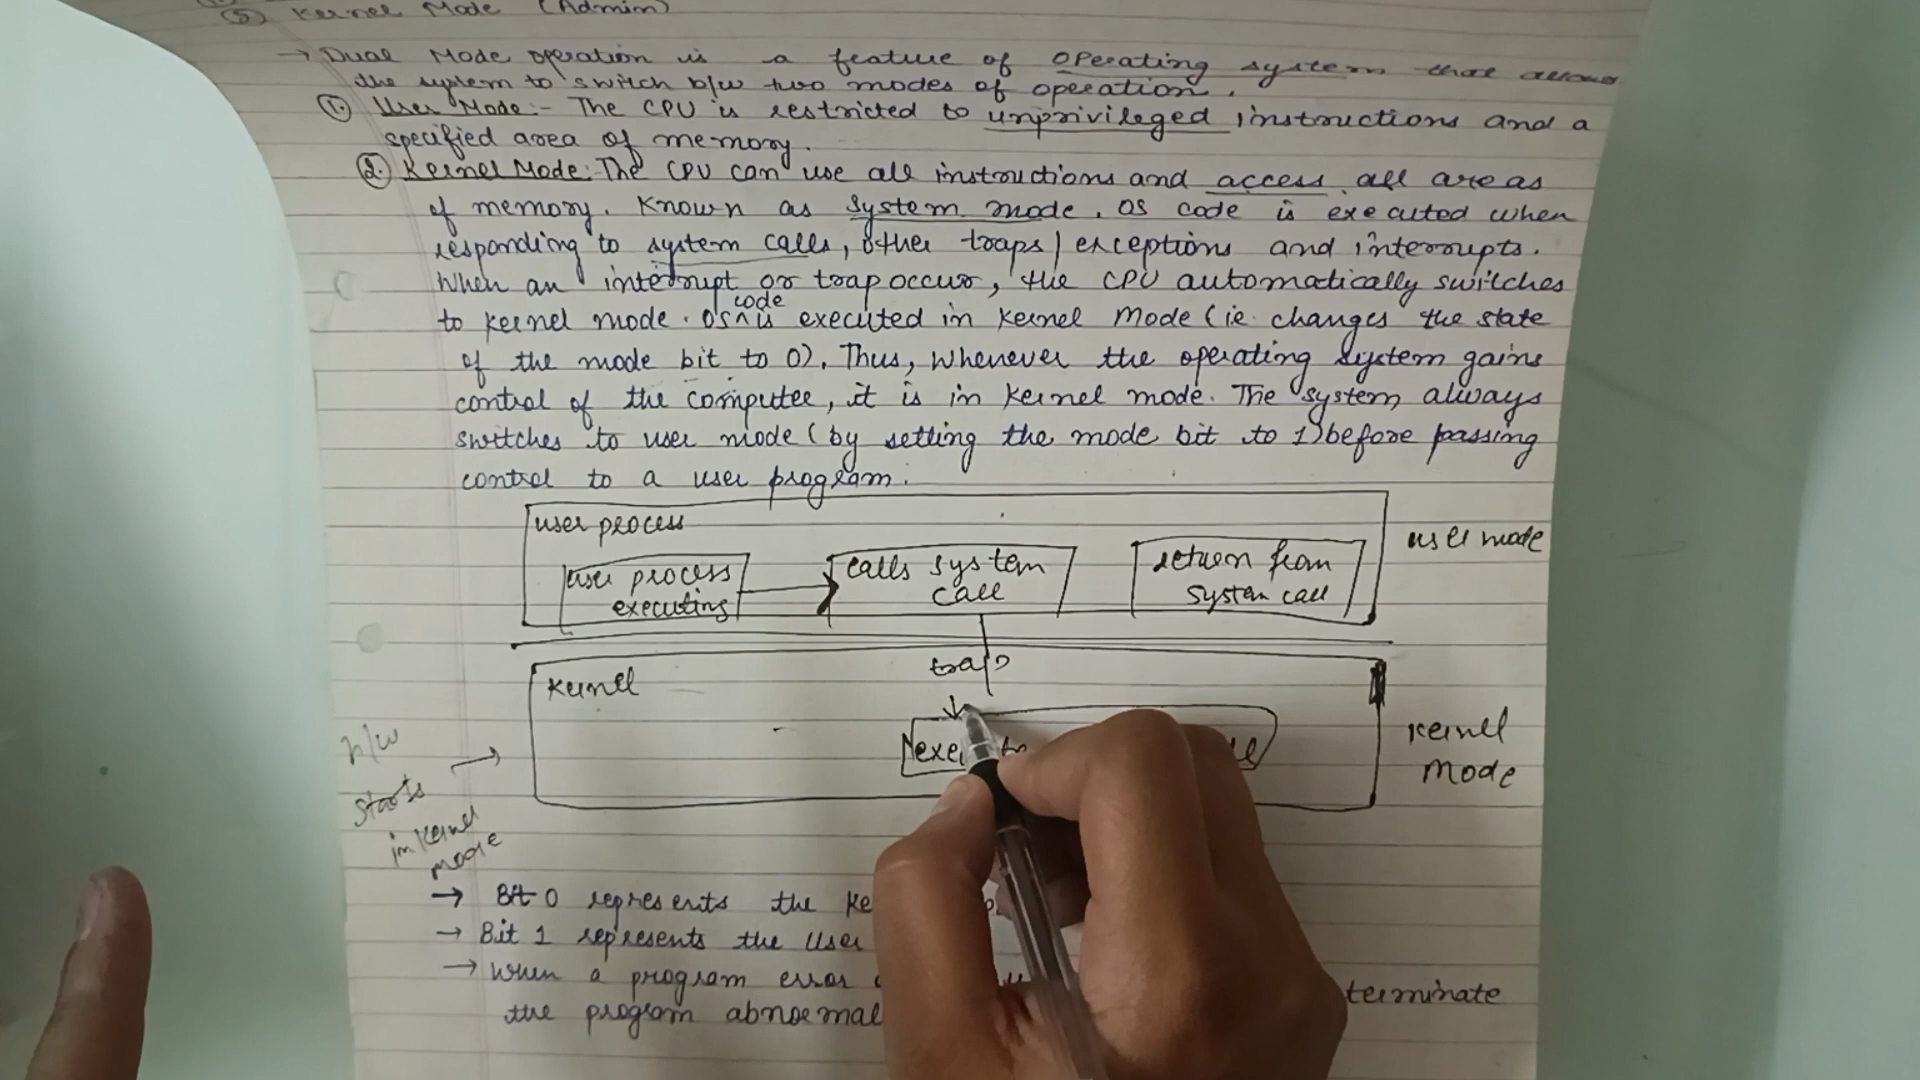 Kernel Mode (Admin)
→ Dual Mode operation is a feature of operating system that allows
the system to switch b/w two modes of operation.
1. User Mode:- The CPU is restricted to unprivileged instructions and a
specified area of memory.
2. Kernel Mode:- The CPU can use all instructions and access all areas
of memory. Known as system mode. OS code is executed when
responding to system calls, other traps/exceptions and interrupts.
When an interrupt or trap occur, the CPU automatically switches
code
to kernel mode. OS ^ is executed in kernel mode (ie. changes the state
of the mode bit to 0). Thus, whenever the operating system gains
control of the computer, it is in kernel mode. The system always
switches to user mode (by setting the mode bit to 1) before passing
control to a user program.
user process
user mode
user process
executing
calls system
call
return from
system call
trap
Kernel
kernel
mode
h/w
starts
in kernel
mode
→ Bit 0 represents the
→ Bit 1 represents the User
→ When a program error
terminate
the program